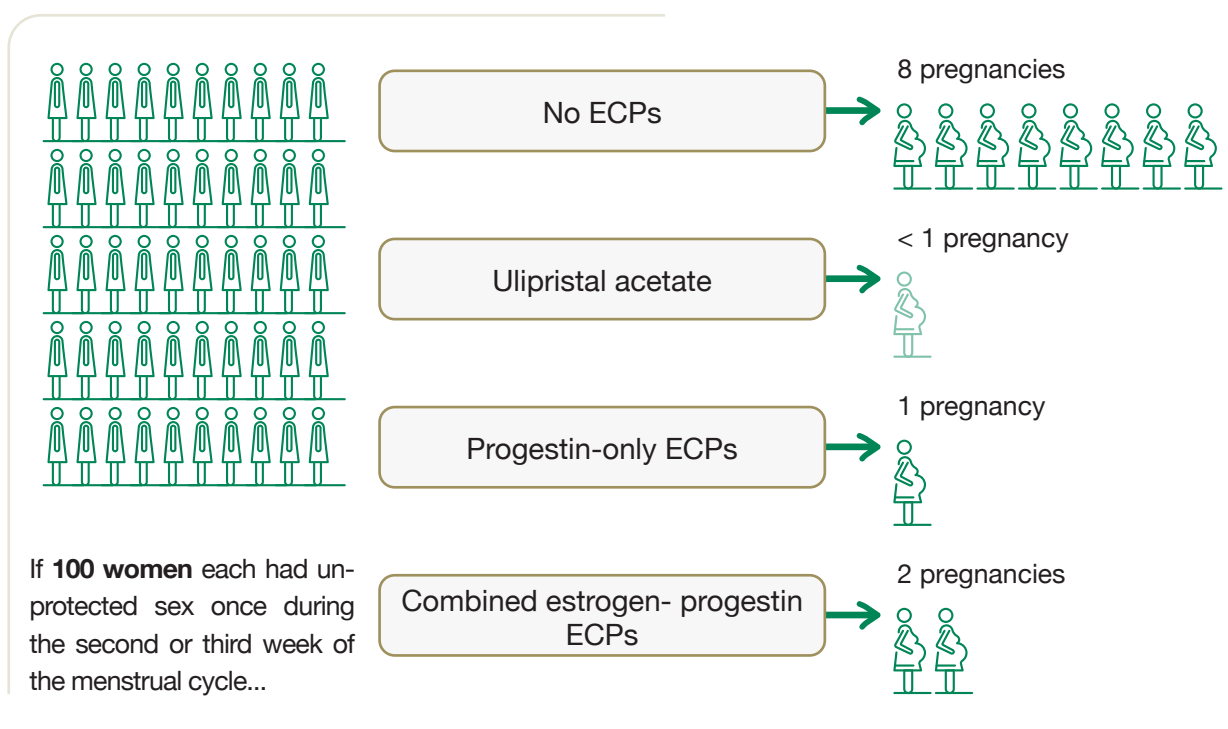 No ECPs
8 pregnancies
Ulipristal acetate
< 1 pregnancy
Progestin-only ECPs
1 pregnancy
Combined estrogen- progestin
ECPs
2 pregnancies
If 100 women each had un-
protected sex once during
the second or third week of
the menstrual cycle...